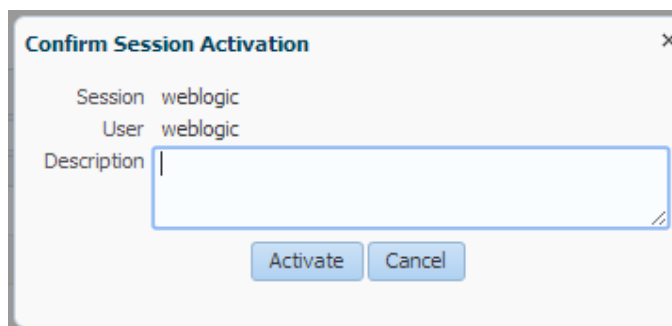 Confirm Session Activation
Session weblogic
User weblogic
Description
Activate Cancel